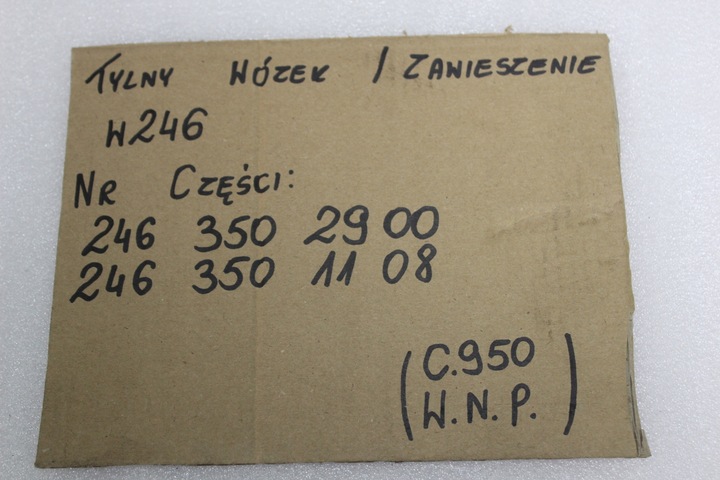 TYLNY WÓZEK / ZAWIESZENIE
W246
NR CZĘŚCI:
246 350 29 00
246 350 11 08
(C.950
W.N.P.)